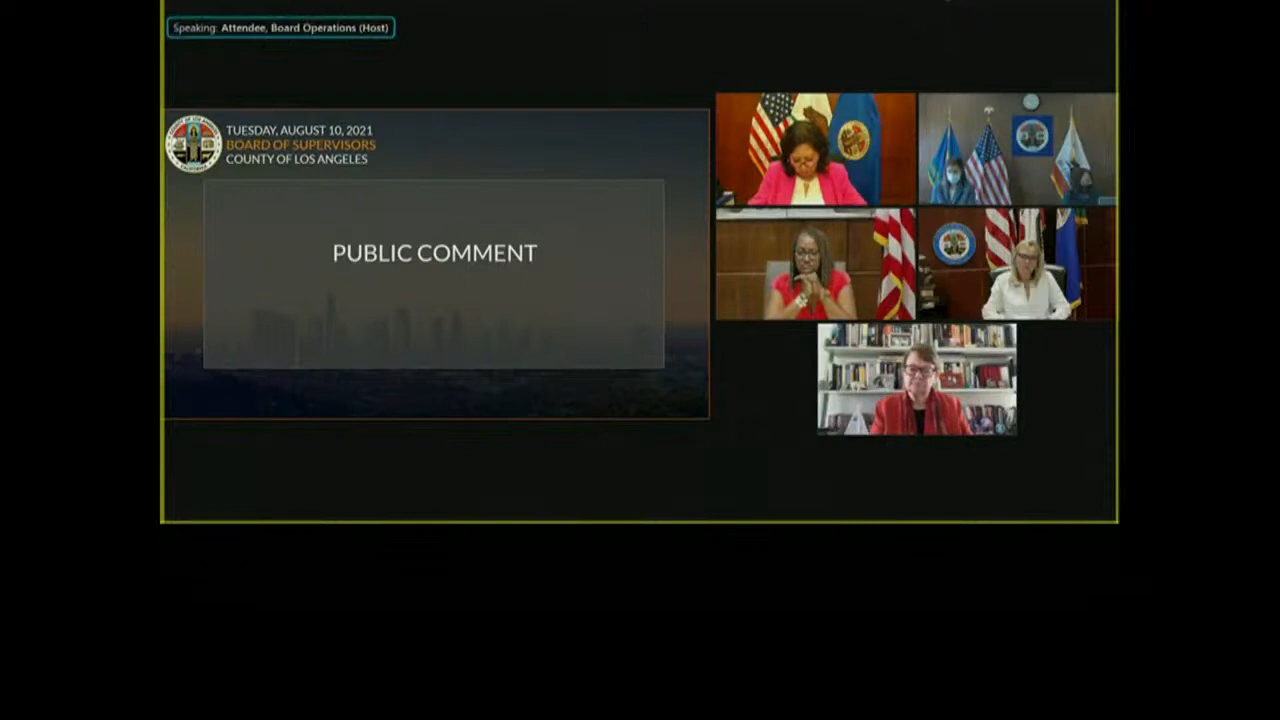 Speaking: Attendee, Board Operations (Host)
TUESDAY, AUGUST 10, 2021
BOARD OF SUPERVISORS
COUNTY OF LOS ANGELES
PUBLIC COMMENT